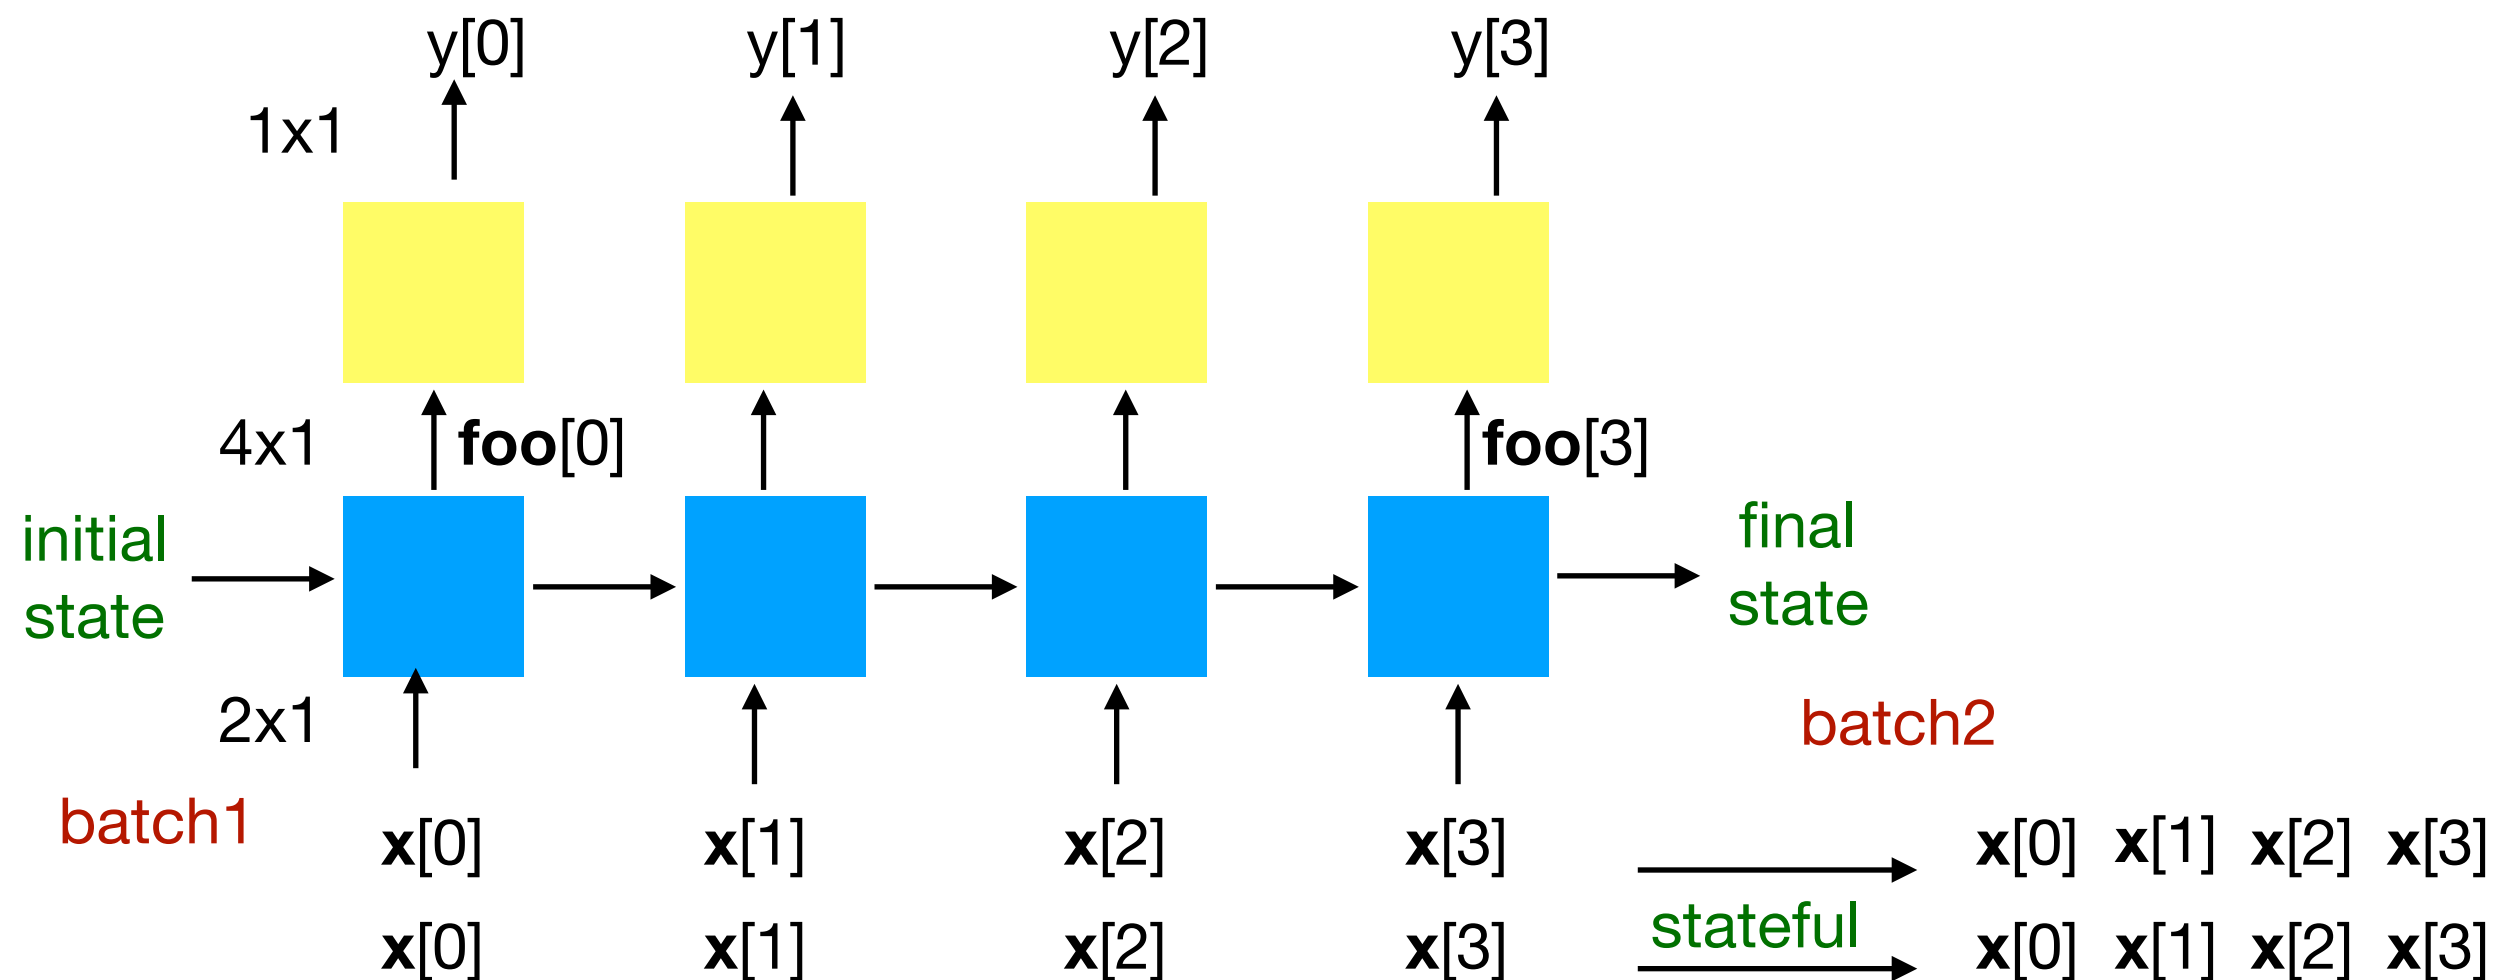 y[0] y[1] y[2] y[3]
1x1
4x1 foo[0] foo[3]
initial
state
final
state
2x1
batch2
batch1
x[0] x[1] x[2] x[3] x[0] x[1] x[2] x[3]
stateful
x[0] x[1] x[2] x[3] x[0] x[1] x[2] x[3]